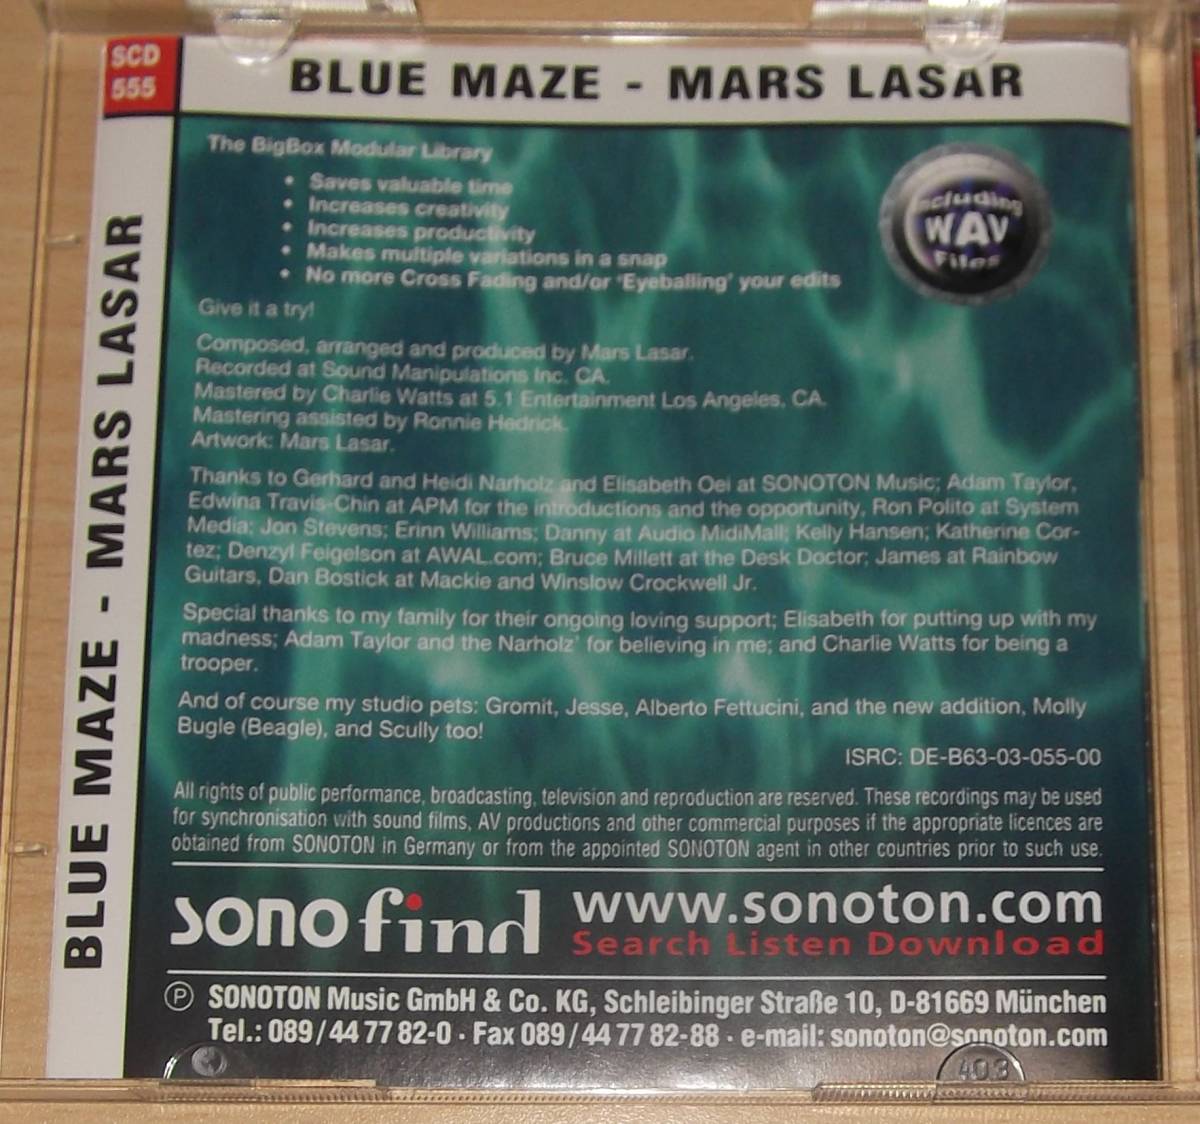 SCD
555
BLUE MAZE - MARS LASAR
BLUE MAZE - MARS LASAR
The BigBox Modular Library
• Saves valuable time
• Increases creativity
• Increases productivity
• Makes multiple variations in a snap
• No more Cross Fading and/or 'Eyeballing' your edits
Including
WAV
Files
Give it a try!
Composed, arranged and produced by Mars Lasar.
Recorded at Sound Manipulations Inc. CA.
Mastered by Charlie Watts at 5.1 Entertainment Los Angeles, CA.
Mastering assisted by Ronnie Hedrick.
Artwork: Mars Lasar.
Thanks to Gerhard and Heidi Narholz and Elisabeth Oei at SONOTON Music; Adam Taylor,
Edwina Travis-Chin at APM for the introductions and the opportunity, Ron Polito at System
Media; Jon Stevens; Erinn Williams; Danny at Audio MidiMall; Kelly Hansen; Katherine Cor-
tez; Denzyl Feigelson at AWAL.com; Bruce Millett at the Desk Doctor; James at Rainbow
Guitars, Dan Bostick at Mackie and Winslow Crockwell Jr.
Special thanks to my family for their ongoing loving support; Elisabeth for putting up with my
madness; Adam Taylor and the Narholz' for believing in me; and Charlie Watts for being a
trooper.
And of course my studio pets: Gromit, Jesse, Alberto Fettucini, and the new addition, Molly
Bugle (Beagle), and Scully too!
ISRC: DE-B63-03-055-00
All rights of public performance, broadcasting, television and reproduction are reserved. These recordings may be used
for synchronisation with sound films, AV productions and other commercial purposes if the appropriate licences are
obtained from SONOTON in Germany or from the appointed SONOTON agent in other countries prior to such use.
sonofind
www.sonoton.com
Search Listen Download
Ⓟ SONOTON Music GmbH & Co. KG, Schleibinger Straße 10, D-81669 München
Tel.: 089/44 77 82-0 · Fax 089/44 77 82-88 · e-mail: sonoton@sonoton.com
403